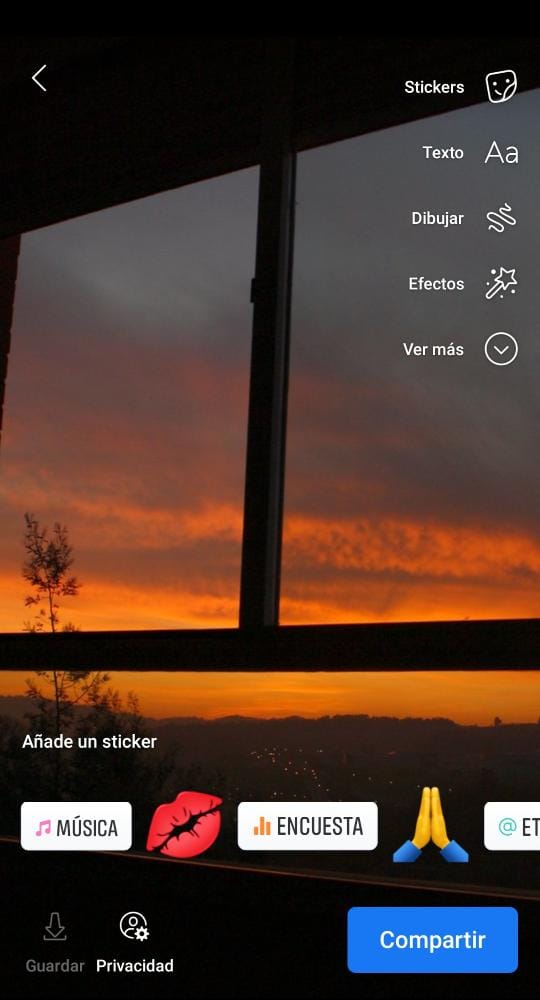 Stickers
Texto Aa
Dibujar
Efectos
Ver más
Añade un sticker
MÚSICA
ENCUESTA
@ ET
Guardar
Privacidad
Compartir